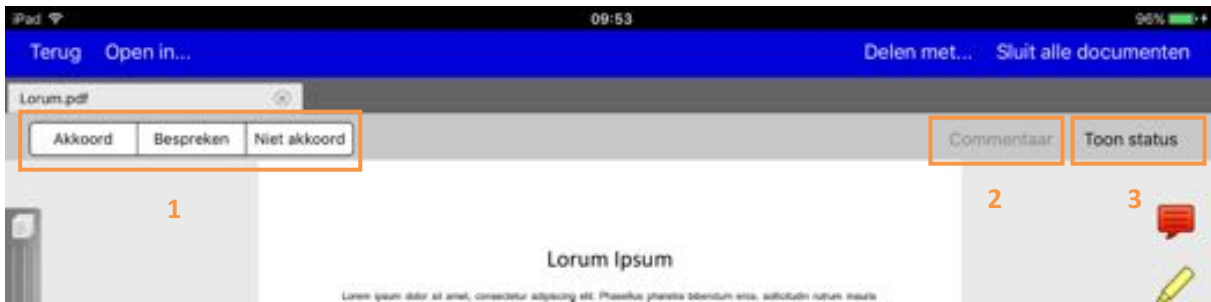 iPad 09:53 96%
Terug Open in... Delen met... Sluit alle documenten
Lorum.pdf
Akkoord Bespreken Niet akkoord Commentaar Toon status
1 2 3
Lorum Ipsum
Lorem ipsum dolor sit amet, consectetur adipiscing elit. Phasellus pharetra bibendum eros, sollicitudin rutrum mauris